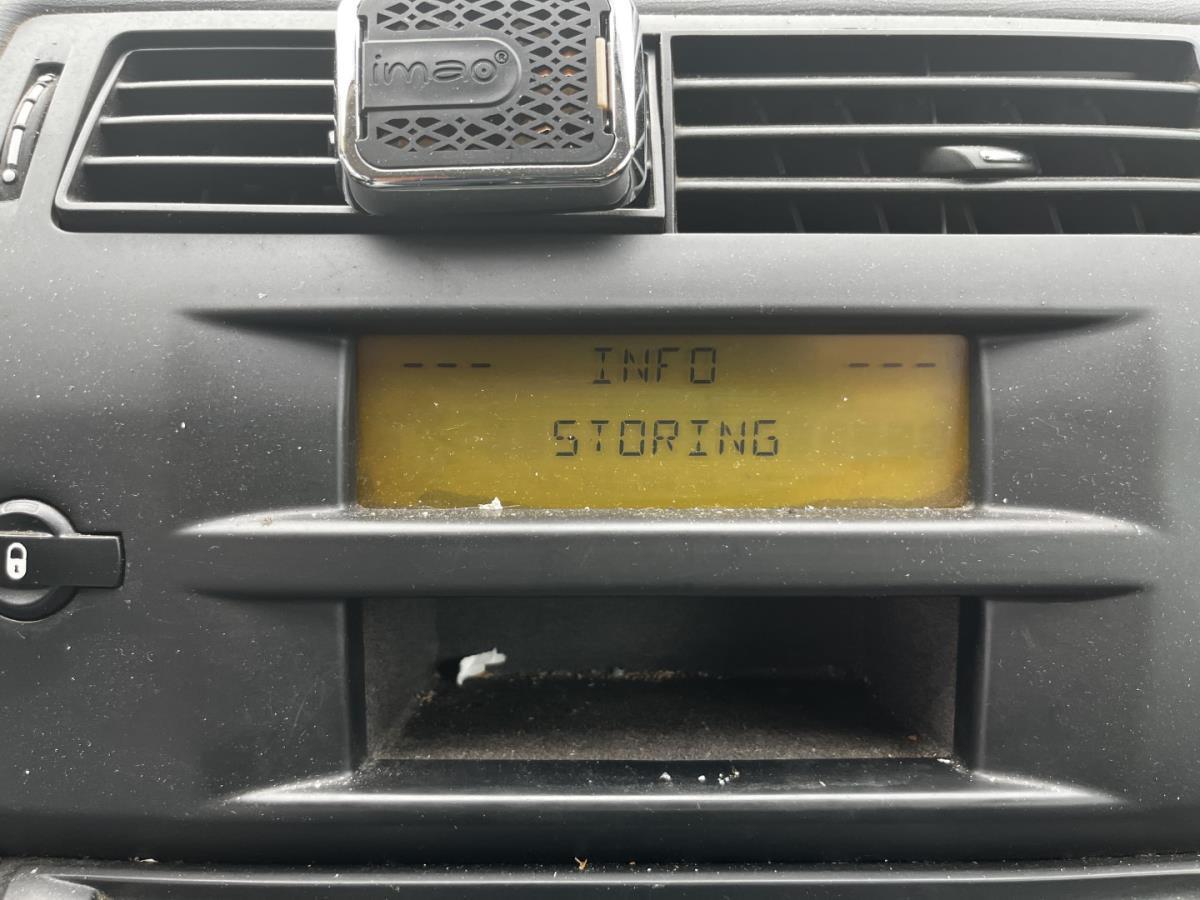 imao®
--- INFO ---
STORING